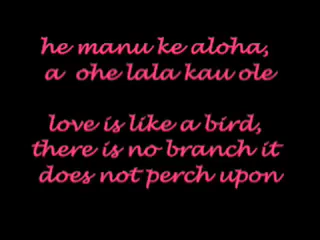 he manu ke aloha,
a ohe lala kau ole
love is like a bird,
there is no branch it
does not perch upon